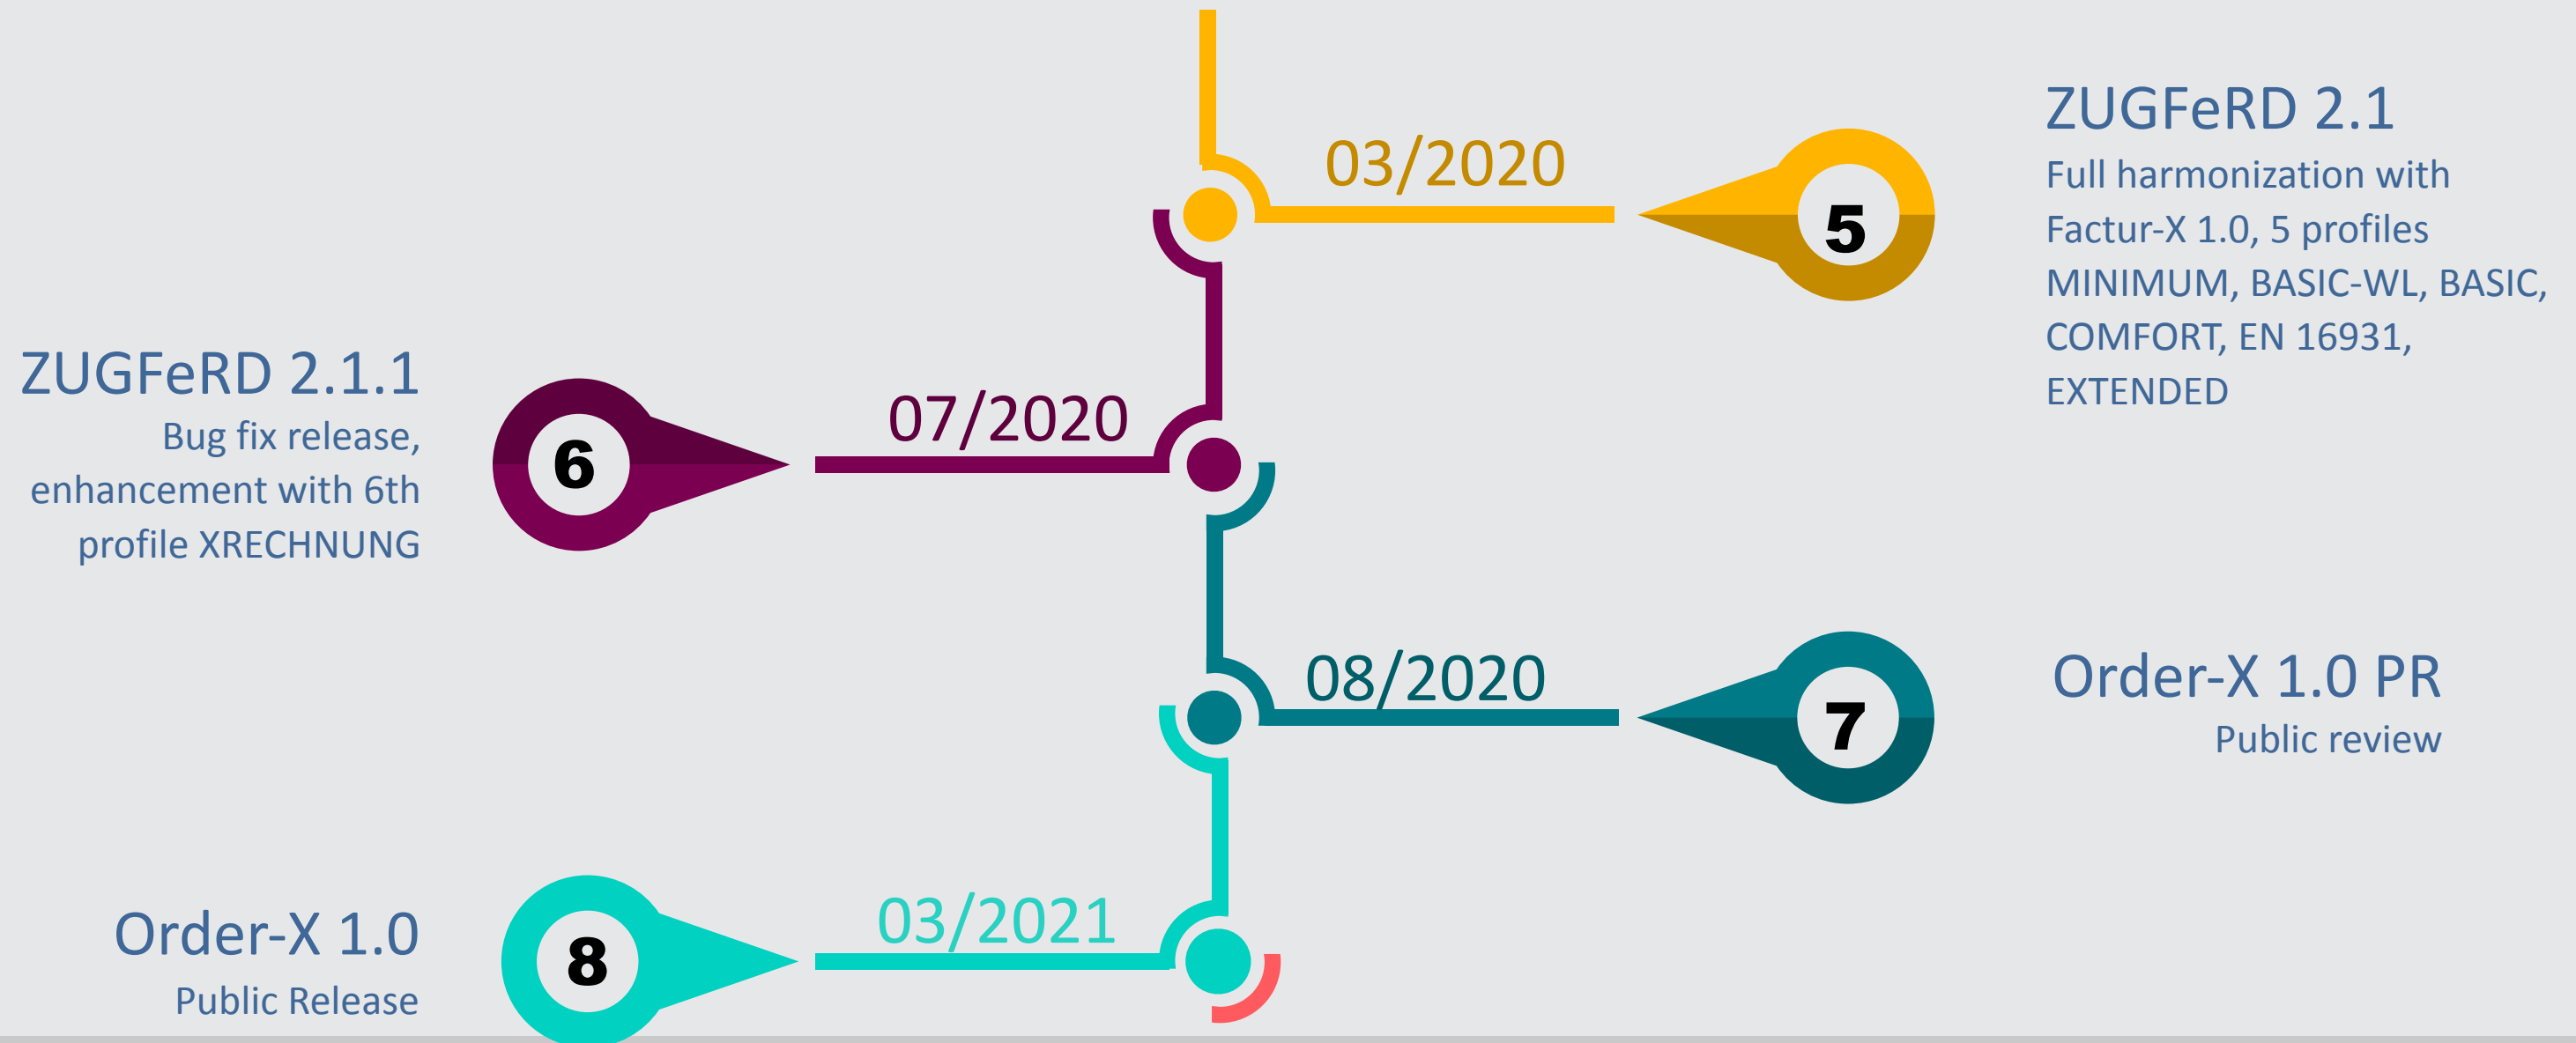 03/2020
5
ZUGFeRD 2.1
Full harmonization with
Factur-X 1.0, 5 profiles
MINIMUM, BASIC-WL, BASIC,
COMFORT, EN 16931,
EXTENDED
ZUGFeRD 2.1.1
Bug fix release,
enhancement with 6th
profile XRECHNUNG
6
07/2020
08/2020
7
Order-X 1.0 PR
Public review
Order-X 1.0
Public Release
8
03/2021